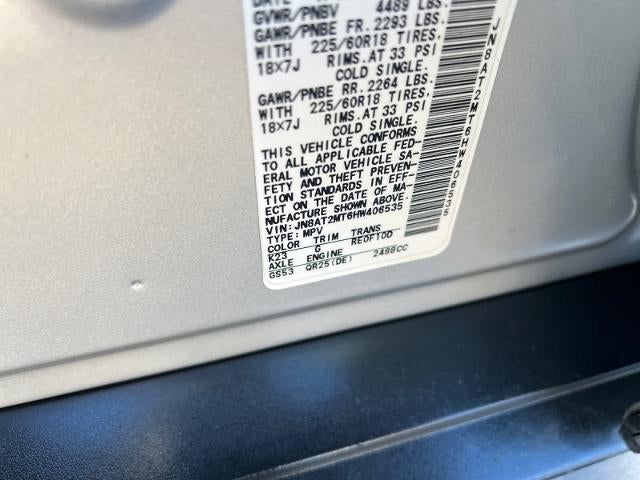 GVWR/PNBV 4489 LBS.
GAWR/PNBE FR. 2293 LBS.
WITH 225/60R18 TIRES.
18X7J RIMS.AT 33 PSI
COLD SINGLE.
GAWR/PNBE RR. 2264 LBS.
WITH 225/60R18 TIRES.
18X7J RIMS.AT 33 PSI
COLD SINGLE.
THIS VEHICLE CONFORMS
TO ALL APPLICABLE FED-
ERAL MOTOR VEHICLE SA-
FETY AND THEFT PREVEN-
TION STANDARDS IN EFF-
ECT ON THE DATE OF MA-
NUFACTURE SHOWN ABOVE.
VIN: JN8AT2MT6HW406535
TYPE: MPV
COLOR TRIM TRANS
K23 G RE0F10D
AXLE ENGINE
GS53 QR25(DE) 2488CC
JN8AT2MT6HW406535